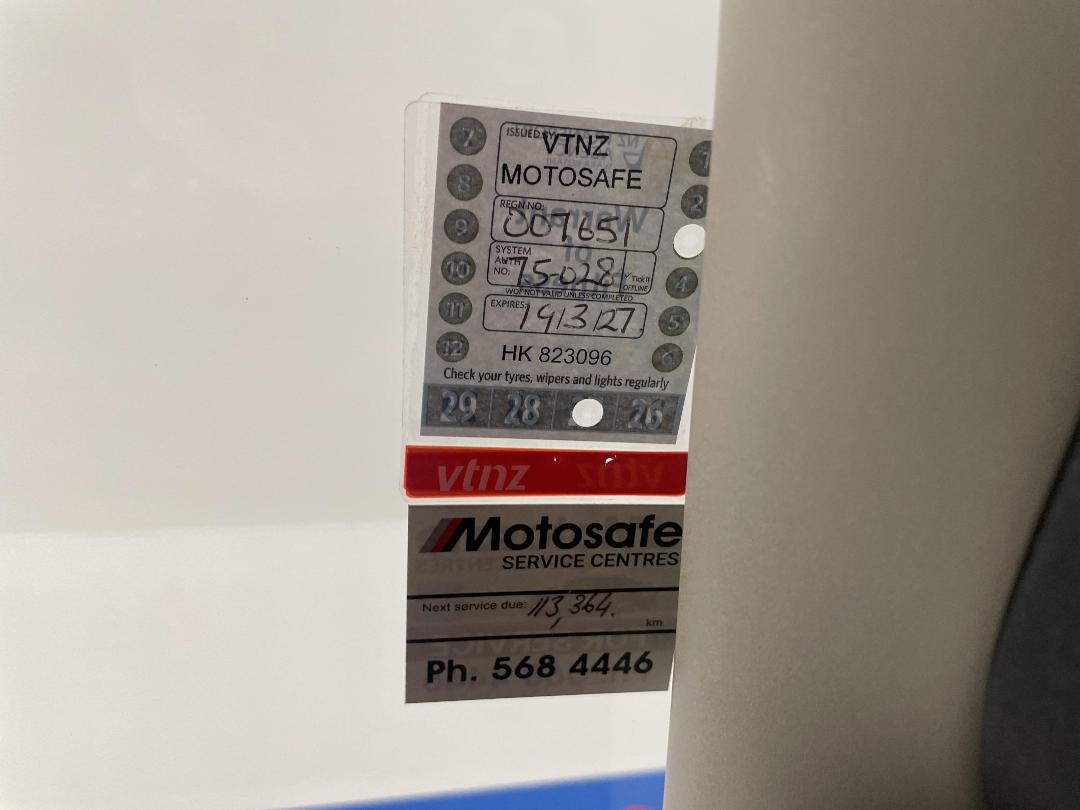 7
ISSUED BY
VTNZ
MOTOSAFE
1
8
2
REGN NO:
007651
9
SYSTEM
AUTH
NO:
75-028
✓ Tick if
OFFLINE
10
4
WOF NOT VALID UNLESS COMPLETED
EXPIRES:
19/3/27
11
5
12
HK 823096
6
Check your tyres, wipers and lights regularly
29 28 26
vtnz
Motosafe
SERVICE CENTRES
Next service due: 113,364.
km
Ph. 568 4446